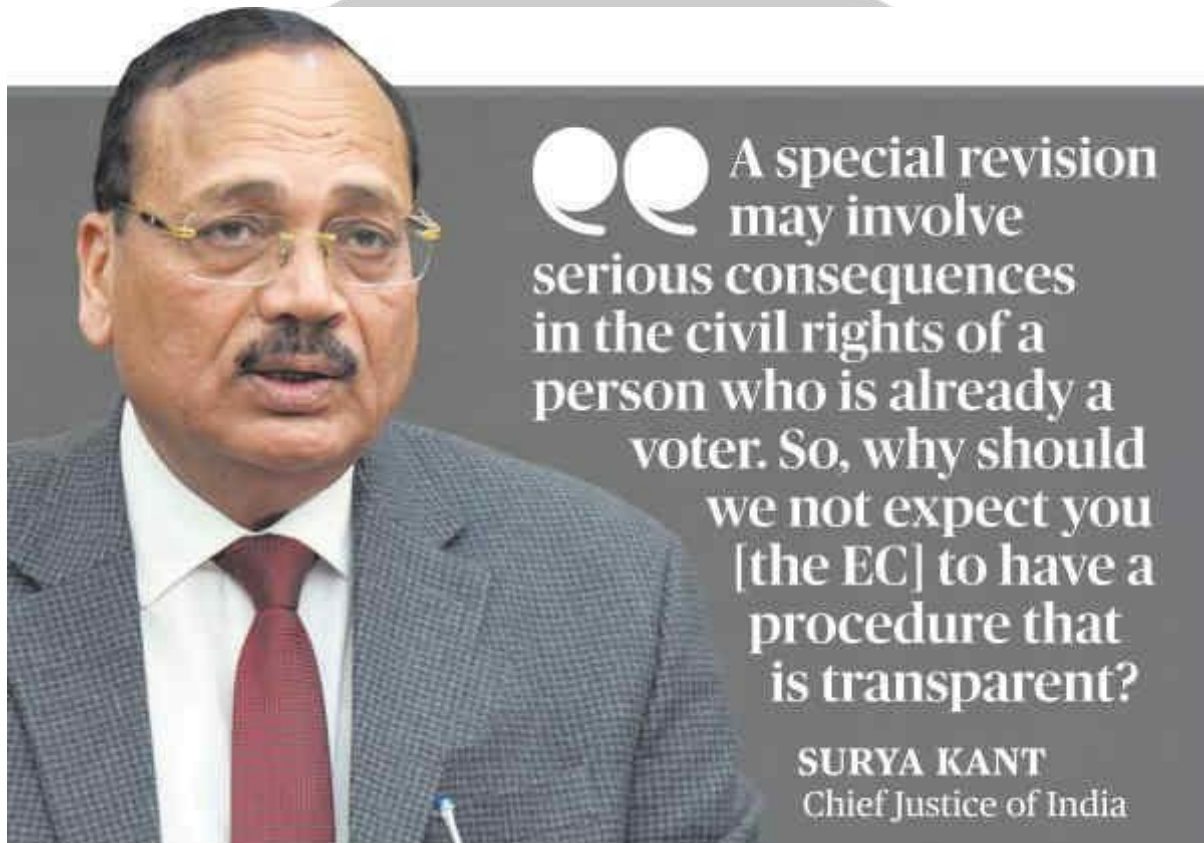 A special revision
may involve
serious consequences
in the civil rights of a
person who is already a
voter. So, why should
we not expect you
[the EC] to have a
procedure that
is transparent?
SURYA KANT
Chief Justice of India